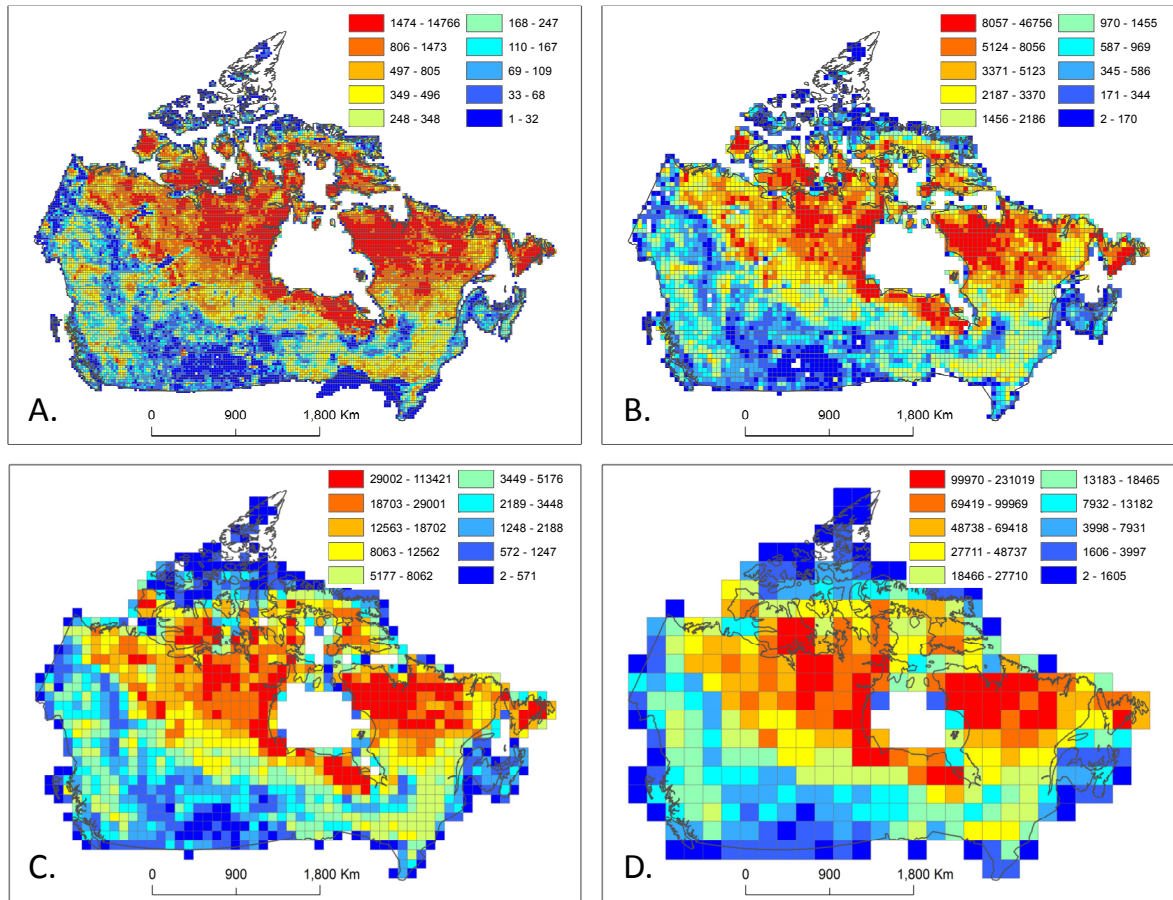 1474 - 14766 168 - 247
806 - 1473 110 - 167
497 - 805 69 - 109
349 - 496 33 - 68
248 - 348 1 - 32
A.
0 900 1,800 Km
8057 - 46756 970 - 1455
5124 - 8056 587 - 969
3371 - 5123 345 - 586
2187 - 3370 171 - 344
1456 - 2186 2 - 170
B.
0 900 1,800 Km
29002 - 113421 3449 - 5176
18703 - 29001 2189 - 3448
12563 - 18702 1248 - 2188
8063 - 12562 572 - 1247
5177 - 8062 2 - 571
C.
0 900 1,800 Km
99970 - 231019 13183 - 18465
69419 - 99969 7932 - 13182
48738 - 69418 3998 - 7931
27711 - 48737 1606 - 3997
18466 - 27710 2 - 1605
D.
0 900 1,800 Km